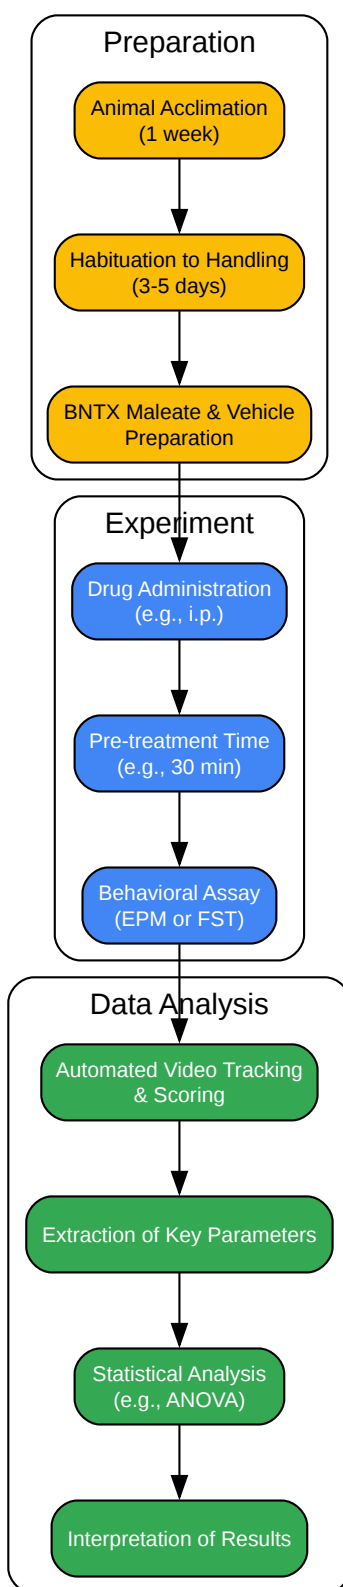 Preparation
Animal Acclimation
(1 week)
Habituation to Handling
(3-5 days)
BNTX Maleate & Vehicle
Preparation
Experiment
Drug Administration
(e.g., i.p.)
Pre-treatment Time
(e.g., 30 min)
Behavioral Assay
(EPM or FST)
Data Analysis
Automated Video Tracking
& Scoring
Extraction of Key Parameters
Statistical Analysis
(e.g., ANOVA)
Interpretation of Results